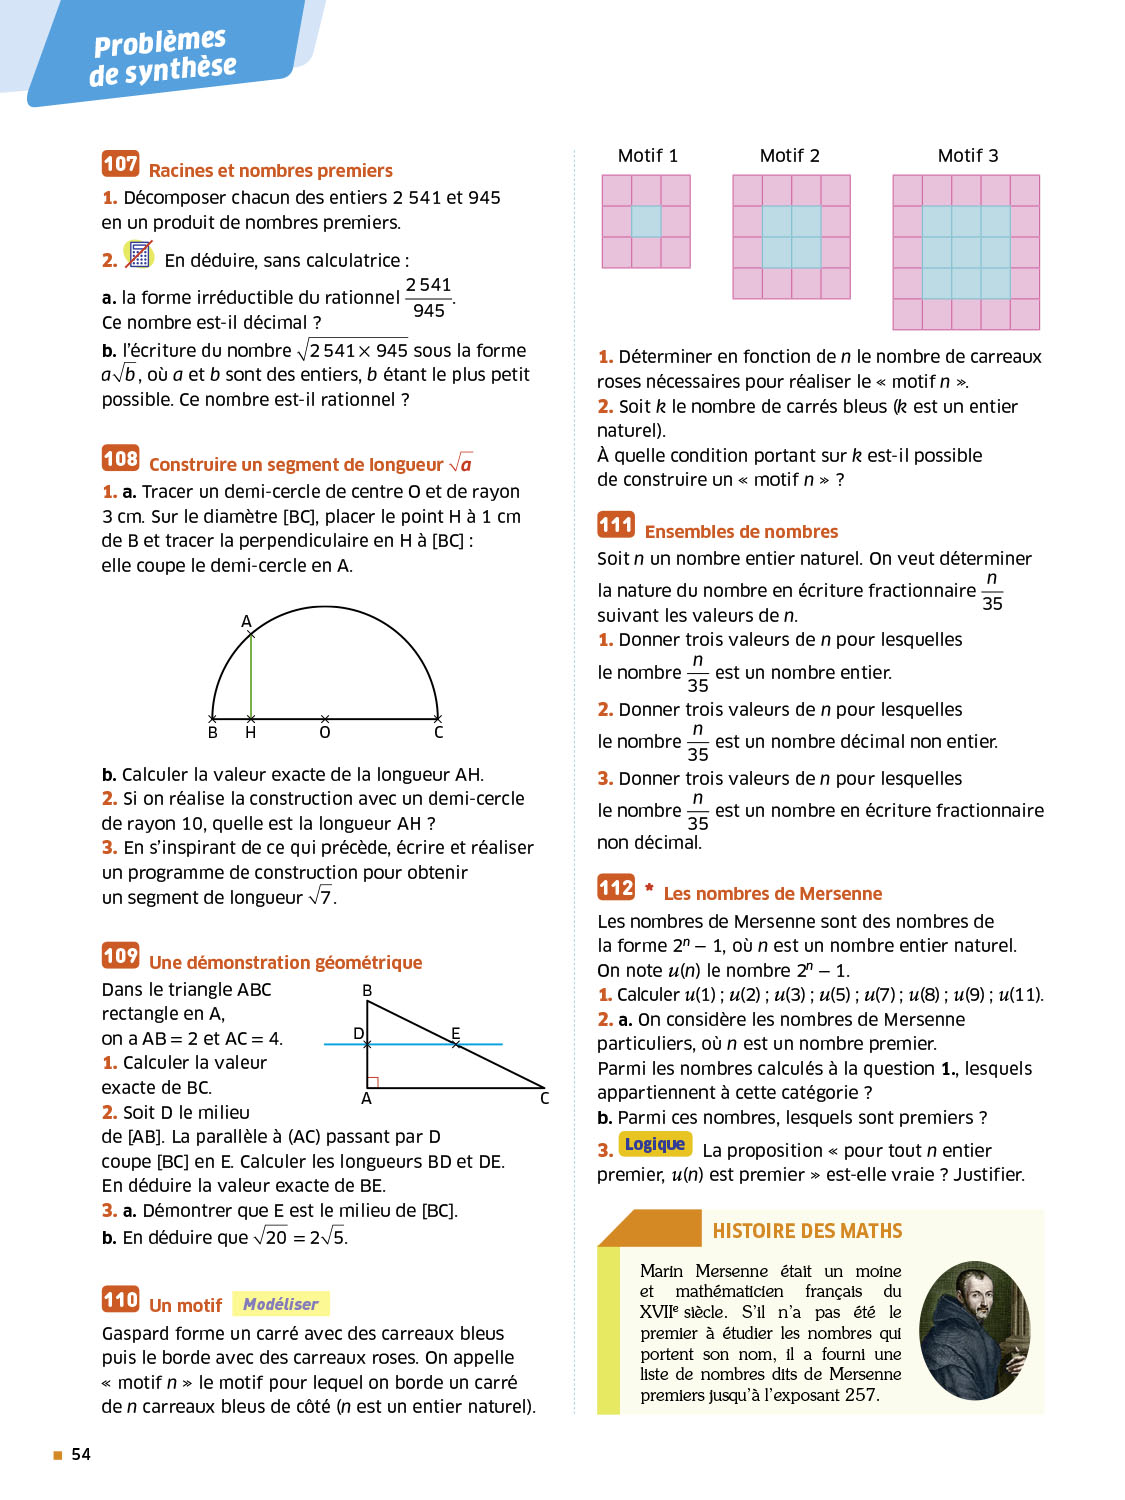 Problèmes
de synthèse
107 Racines et nombres premiers
1. Décomposer chacun des entiers 2 541 et 945
en un produit de nombres premiers.
2. En déduire, sans calculatrice :
a. la forme irréductible du rationnel 2 541/945.
Ce nombre est-il décimal ?
b. l'écriture du nombre √(2 541 × 945) sous la forme
a√b, où a et b sont des entiers, b étant le plus petit
possible. Ce nombre est-il rationnel ?
108 Construire un segment de longueur √a
1. a. Tracer un demi-cercle de centre O et de rayon
3 cm. Sur le diamètre [BC], placer le point H à 1 cm
de B et tracer la perpendiculaire en H à [BC] :
elle coupe le demi-cercle en A.
A
B H O C
b. Calculer la valeur exacte de la longueur AH.
2. Si on réalise la construction avec un demi-cercle
de rayon 10, quelle est la longueur AH ?
3. En s'inspirant de ce qui précède, écrire et réaliser
un programme de construction pour obtenir
un segment de longueur √7.
109 Une démonstration géométrique
Dans le triangle ABC
rectangle en A,
on a AB = 2 et AC = 4.
1. Calculer la valeur
exacte de BC.
2. Soit D le milieu
de [AB]. La parallèle à (AC) passant par D
coupe [BC] en E. Calculer les longueurs BD et DE.
En déduire la valeur exacte de BE.
B
D E
A C
3. a. Démontrer que E est le milieu de [BC].
b. En déduire que √20 = 2√5.
110 Un motif Modéliser
Gaspard forme un carré avec des carreaux bleus
puis le borde avec des carreaux roses. On appelle
« motif n » le motif pour lequel on borde un carré
de n carreaux bleus de côté (n est un entier naturel).
Motif 1 Motif 2 Motif 3
1. Déterminer en fonction de n le nombre de carreaux
roses nécessaires pour réaliser le « motif n ».
2. Soit k le nombre de carrés bleus (k est un entier
naturel).
À quelle condition portant sur k est-il possible
de construire un « motif n » ?
111 Ensembles de nombres
Soit n un nombre entier naturel. On veut déterminer
la nature du nombre en écriture fractionnaire n/35
suivant les valeurs de n.
1. Donner trois valeurs de n pour lesquelles
le nombre n/35 est un nombre entier.
2. Donner trois valeurs de n pour lesquelles
le nombre n/35 est un nombre décimal non entier.
3. Donner trois valeurs de n pour lesquelles
le nombre n/35 est un nombre en écriture fractionnaire
non décimal.
112 * Les nombres de Mersenne
Les nombres de Mersenne sont des nombres de
la forme 2ⁿ – 1, où n est un nombre entier naturel.
On note u(n) le nombre 2ⁿ – 1.
1. Calculer u(1) ; u(2) ; u(3) ; u(5) ; u(7) ; u(8) ; u(9) ; u(11).
2. a. On considère les nombres de Mersenne
particuliers, où n est un nombre premier.
Parmi les nombres calculés à la question 1., lesquels
appartiennent à cette catégorie ?
b. Parmi ces nombres, lesquels sont premiers ?
3. Logique La proposition « pour tout n entier
premier, u(n) est premier » est-elle vraie ? Justifier.
HISTOIRE DES MATHS
Marin Mersenne était un moine
et mathématicien français du
XVIIᵉ siècle. S'il n'a pas été le
premier à étudier les nombres qui
portent son nom, il a fourni une
liste de nombres dits de Mersenne
premiers jusqu'à l'exposant 257.
54